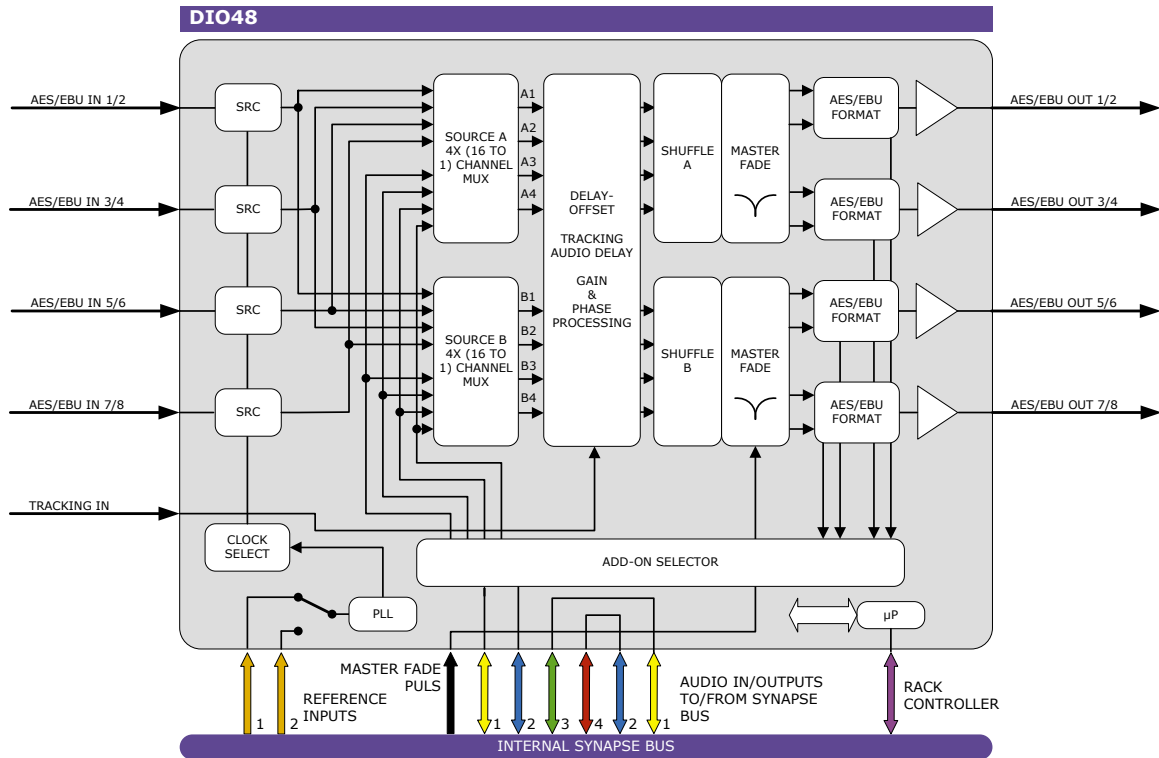 DIO48
AES/EBU IN 1/2
SRC
SOURCE A
4X (16 TO
1) CHANNEL
MUX
A1
A2
A3
A4
DELAY-
OFFSET
TRACKING
AUDIO DELAY
GAIN
&
PHASE
PROCESSING
SHUFFLE
A
MASTER
FADE
AES/EBU
FORMAT
AES/EBU OUT 1/2
AES/EBU IN 3/4
SRC
AES/EBU
FORMAT
AES/EBU OUT 3/4
AES/EBU IN 5/6
SRC
SOURCE B
4X (16 TO
1) CHANNEL
MUX
B1
B2
B3
B4
SHUFFLE
B
MASTER
FADE
AES/EBU
FORMAT
AES/EBU OUT 5/6
AES/EBU IN 7/8
SRC
AES/EBU
FORMAT
AES/EBU OUT 7/8
TRACKING IN
CLOCK
SELECT
ADD-ON SELECTOR
PLL
µP
REFERENCE
INPUTS
1
2
MASTER FADE
PULS
1
2
3
4
2
1
AUDIO IN/OUTPUTS
TO/FROM SYNAPSE
BUS
RACK
CONTROLLER
INTERNAL SYNAPSE BUS